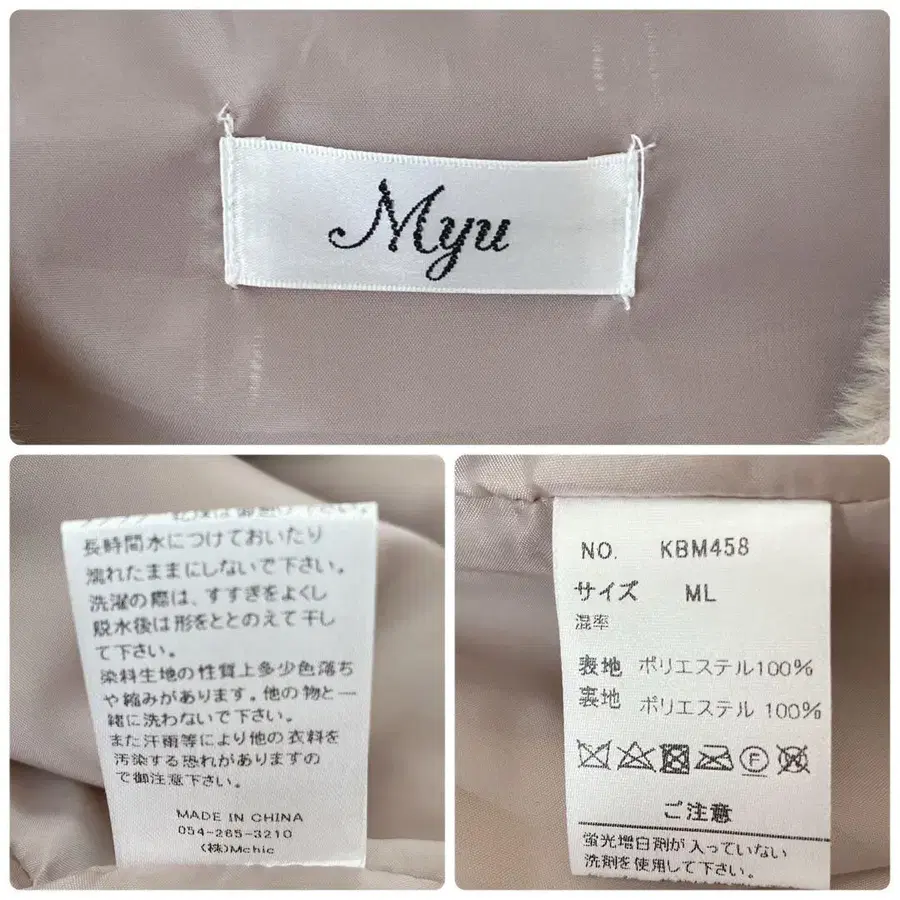 Myu
長時間水につけておいたり
濡れたままにしないで下さい。
洗濯の際は、すすぎをよくし
脱水後は形をととのえて干し
て下さい。
染料生地の性質上多少色落ち
や縮みがあります。他の物と一
緒に洗わないで下さい。
また汗雨等により他の衣料を
汚染する恐れがありますの
で御注意下さい。
MADE IN CHINA
054-265-3210
(株)Mchic
NO. KBM458
サイズ ML
混率
表地 ポリエステル100%
裏地 ポリエステル 100%
F
W
ご注意
蛍光増白剤が入っていない
洗剤を使用して下さい。